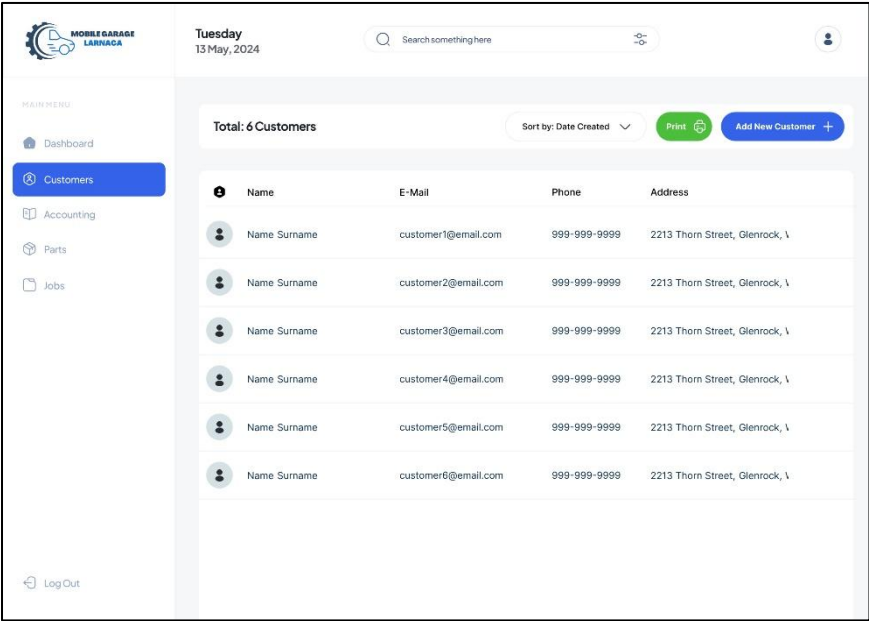 MOBILE GARAGE
LARNACA
Tuesday
13 May, 2024
Search something here
MAIN MENU
Dashboard
Customers
Accounting
Parts
Jobs
Log Out
Total: 6 Customers
Sort by: Date Created
Print
Add New Customer
Name E-Mail Phone Address
Name Surname customer1@email.com 999-999-9999 2213 Thorn Street, Glenrock,
Name Surname customer2@email.com 999-999-9999 2213 Thorn Street, Glenrock,
Name Surname customer3@email.com 999-999-9999 2213 Thorn Street, Glenrock,
Name Surname customer4@email.com 999-999-9999 2213 Thorn Street, Glenrock,
Name Surname customer5@email.com 999-999-9999 2213 Thorn Street, Glenrock,
Name Surname customer6@email.com 999-999-9999 2213 Thorn Street, Glenrock,